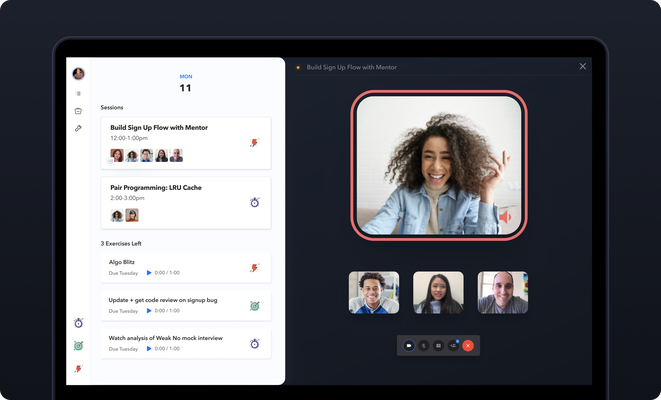 MON
11
Sessions
Build Sign Up Flow with Mentor
12:00-1:00pm
Pair Programming: LRU Cache
2:00-3:00pm
3 Exercises Left
Algo Blitz
Due Tuesday 0:00 / 1:00
Update + get code review on signup bug
Due Tuesday 0:00 / 1:00
Watch analysis of Weak No mock interview
Due Tuesday 0:00 / 1:00
Build Sign Up Flow with Mentor